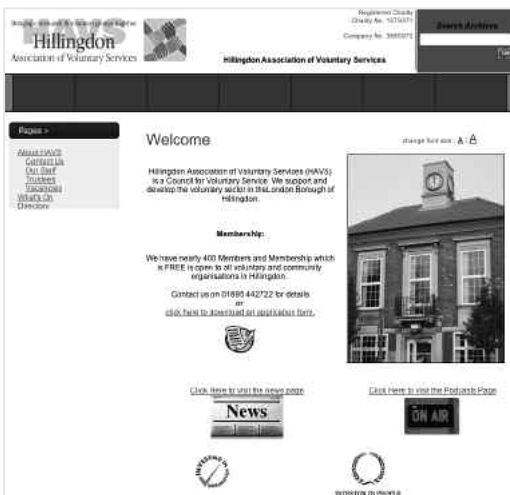 Hillingdon
Association of Voluntary Services
Registered Charity
Charity No.
Company No.
Hillingdon Association of Voluntary Services
Search Archives
Pages >
About HAVS
Contact Us
Our Staff
Trustees
Vacancies
What's On
Directory
Welcome
change font size: A | A
Hillingdon Association of Voluntary Services (HAVS)
is a Council for Voluntary Service. We support and
develop the voluntary sector in theLondon Borough of
Hillingdon.
Membership:
We have nearly 400 Members and Membership which
is FREE is open to all voluntary and community
organisations in Hillingdon.
Contact us on 01895 442722 for details
or
click here to download an application form.
Click Here to visit the news page
Click Here to visit the Podcasts Page
News
ON AIR
INVESTING IN
INVESTOR IN PEOPLE